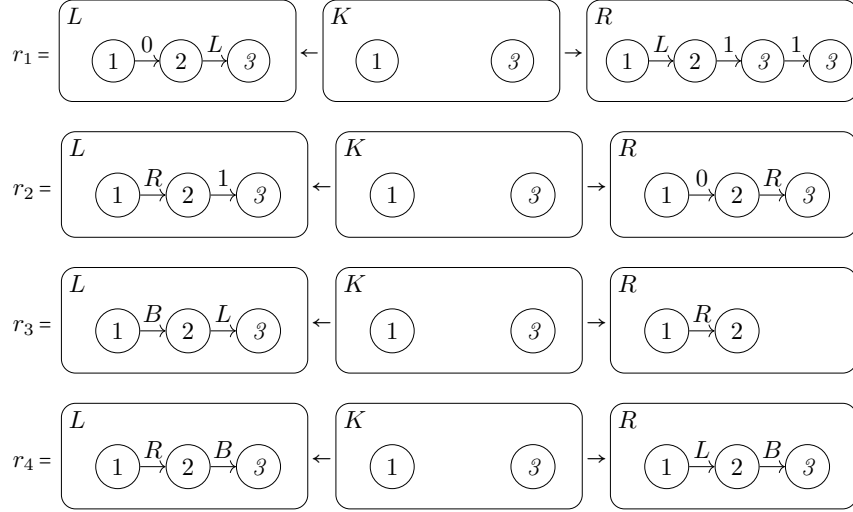 L K R
r1 = 1 0 2 L 3 ← 1 3 → 1 L 2 1 3 1 3
L K R
r2 = 1 R 2 1 3 ← 1 3 → 1 0 2 R 3
L K R
r3 = 1 B 2 L 3 ← 1 3 → 1 R 2
L K R
r4 = 1 R 2 B 3 ← 1 3 → 1 L 2 B 3